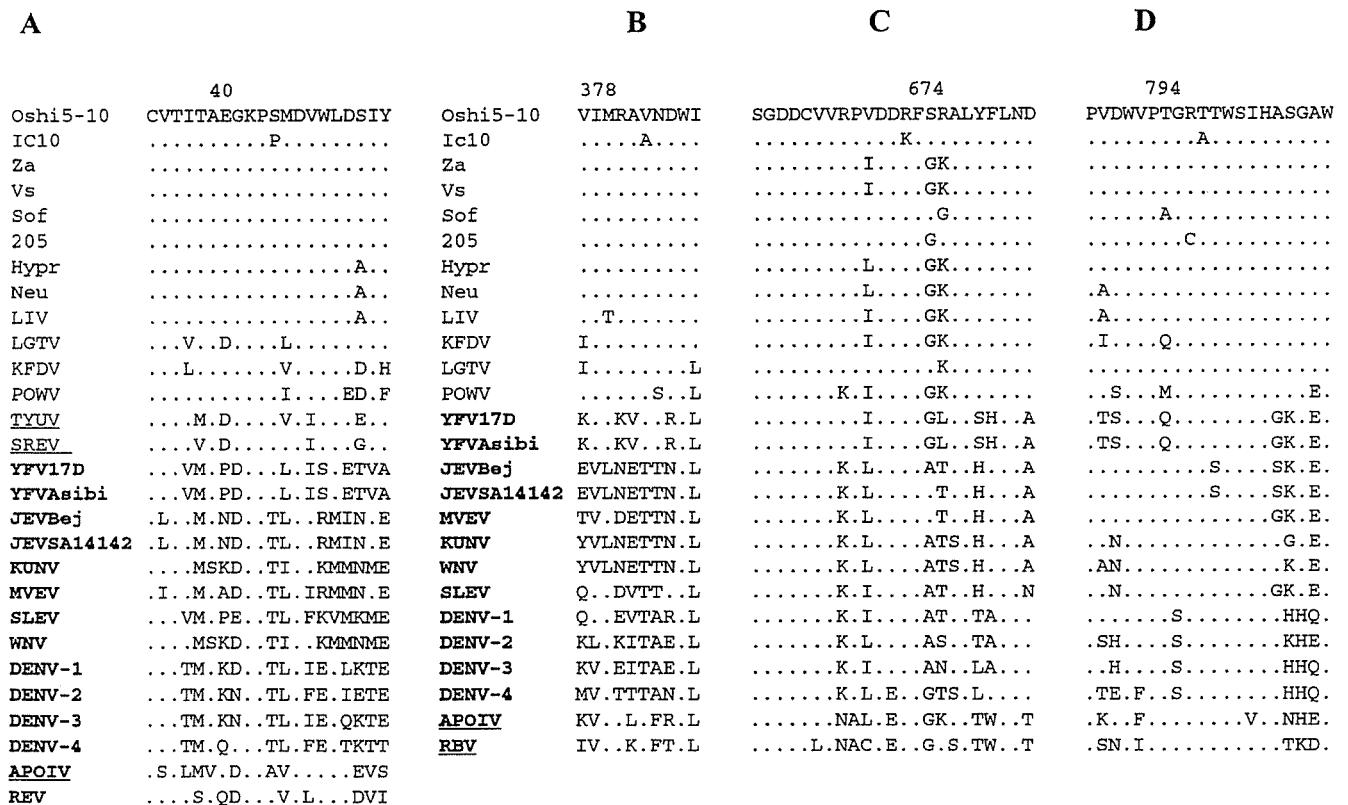 A B C D
40 378 674 794
Oshi5-10 CVTITAEGKPSMDVWLDSIY Oshi5-10 VIMRAVNDWI SGDDCVVRPVDDRFSRALYFLND PVDWVPTGRTTWSIHASGAW
IC10 ..........P......... Ic10 .....A.... ............K.......... .........A..........
Za .................... Za .......... .........I....GK....... ....................
Vs .................... Vs .......... .........I....GK....... ....................
Sof .................... Sof .......... ...............G....... ......A.............
205 .................... 205 .......... ..............G........ ........C...........
Hypr .................A.. Hypr .......... .........L....GK....... ....................
Neu .................A.. Neu .......... .........L....GK....... .A..................
LIV .................A.. LIV ..T....... .........I....GK....... .A..................
LGTV ...V..D....L........ KFDV I......... .........I....GK....... .I....Q.............
KFDV ...L.......V.....D.H LGTV I........L ...............K....... ....................
POWV ...........I....ED.F POWV ......S..L .......K.I....GK....... ..S...M...........E.
TYUV ....M.D....V.I...E.. YFV17D K..KV..R.L .........I....GL..SH..A .TS...Q........GK.E.
SREV ....V.D......I...G.. YFVAsibi K..KV..R.L .........I....GL..SH..A .TS...Q........GK.E.
YFV17D ...VM.PD...L.IS.ETVA JEVBej EVLNETTN.L .......K.L....AT..H...A ..........S....SK.E.
YFVAsibi ...VM.PD...L.IS.ETVA JEVSA14142 EVLNETTN.L .......K.L.....T..H...A ..........S....SK.E.
JEVBej .L..M.ND..TL..RMIN.E MVEV TV.DETTN.L .......K.L.....T..H...A ...............GK.E.
JEVSA14142 .L..M.ND..TL..RMIN.E KUNV YVLNETTN.L .......K.L....ATS.H...A ..N.............G.E.
KUNV ....MSKD..TI..KMMNME WNV YVLNETTN.L .......K.L....ATS.H...A .AN.............K.E.
MVEV .I..M.AD..TL.IRMMN.E SLEV Q..DVTT..L .......K.I....AT..H...N ..N............GK.E.
SLEV ...VM.PE..TL.FKVMKME DENV-1 Q..EVTAR.L .......K.I....AT..TA... .......S........HHQ.
WNV ....MSKD..TI..KMMNME DENV-2 KL.KITAE.L .......K.I....AS..TA... .SH....S........KHE.
DENV-1 ...TM.KD..TL.IE.LKTE DENV-3 KV.EITAE.L .......K.I....AN..LA... ..H....S........HHQ.
DENV-2 ...TM.KN..TL.FE.IETE DENV-4 MV.TTTAN.L .......K.L.E..GTS.L.... .TE.F..S........HHQ.
DENV-3 ...TM.KN..TL.IE.QKTE APOIV KV..L.FR.L .......NAL.E..GK..TW..T .K..F........V..NHE.
DENV-4 ...TM.Q...TL.FE.TKTT RBV IV..K.FT.L .....L.NAC.E..G.S.TW..T .SN.I...........TKD.
APOIV .S.LMV.D..AV.....EVS
REV ....S.QD...V.L...DVI